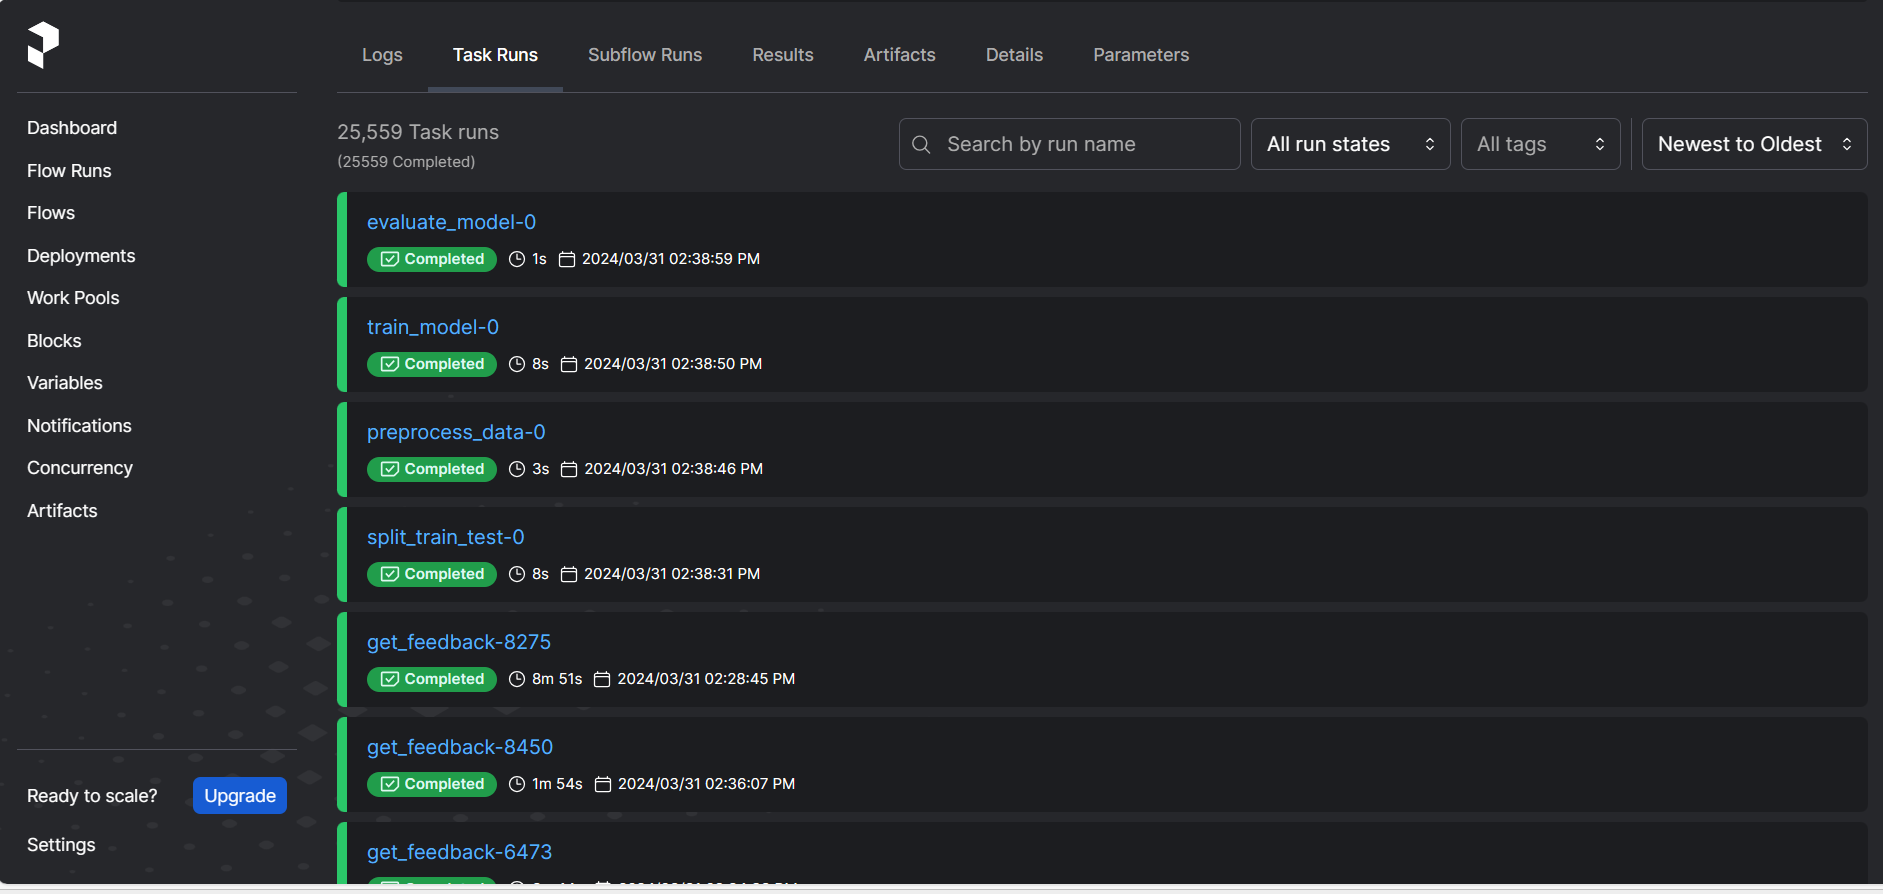 Logs
Task Runs
Subflow Runs
Results
Artifacts
Details
Parameters
Dashboard
Flow Runs
Flows
Deployments
Work Pools
Blocks
Variables
Notifications
Concurrency
Artifacts
Ready to scale?
Upgrade
Settings
25,559 Task runs
(25559 Completed)
Search by run name
All run states
All tags
Newest to Oldest
evaluate_model-0
Completed 1s 2024/03/31 02:38:59 PM
train_model-0
Completed 8s 2024/03/31 02:38:50 PM
preprocess_data-0
Completed 3s 2024/03/31 02:38:46 PM
split_train_test-0
Completed 8s 2024/03/31 02:38:31 PM
get_feedback-8275
Completed 8m 51s 2024/03/31 02:28:45 PM
get_feedback-8450
Completed 1m 54s 2024/03/31 02:36:07 PM
get_feedback-6473